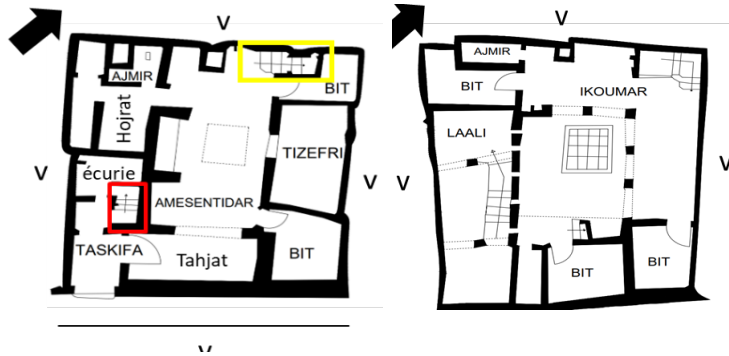 V
V
AJMIR
Hojrat
BIT
TIZEFRI
écurie
V
V
AMESENTIDAR
TASKIFA
Tahjat
BIT
V
AJMIR
BIT
IKOUMAR
LAALI
V
BIT
BIT